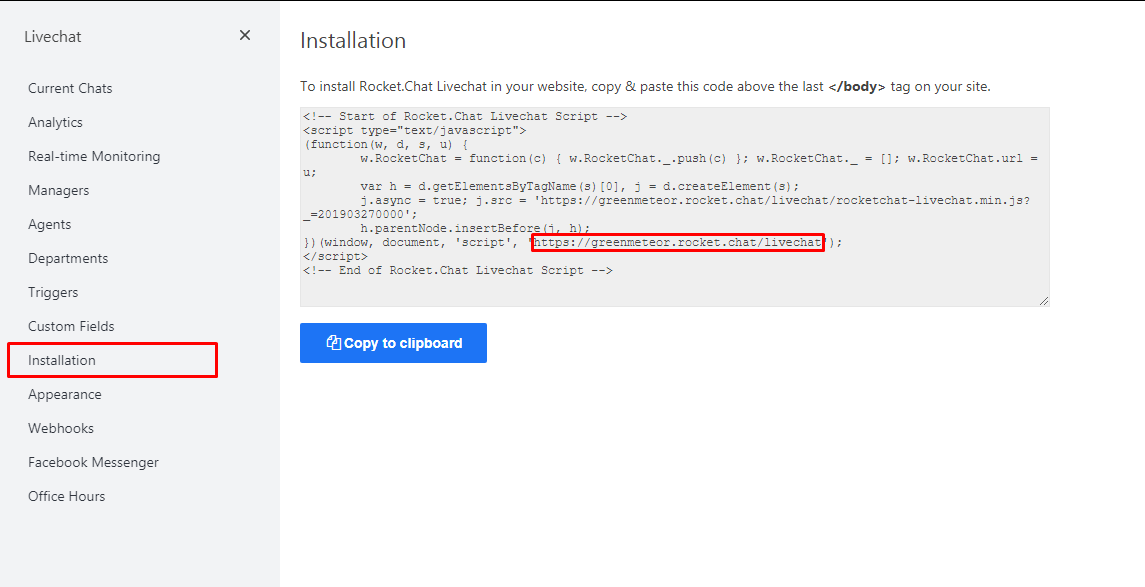 Livechat
Current Chats
Analytics
Real-time Monitoring
Managers
Agents
Departments
Triggers
Custom Fields
Installation
Appearance
Webhooks
Facebook Messenger
Office Hours
Installation
To install Rocket.Chat Livechat in your website, copy & paste this code above the last </body> tag on your site.
<!-- Start of Rocket.Chat Livechat Script -->
<script type="text/javascript">
(function(w, d, s, u) {
w.RocketChat = function(c) { w.RocketChat._.push(c) }; w.RocketChat._ = []; w.RocketChat.url =
u;
var h = d.getElementsByTagName(s)[0], j = d.createElement(s);
j.async = true; j.src = 'https://greenmeteor.rocket.chat/livechat/rocketchat-livechat.min.js?
_=201903270000';
h.parentNode.insertBefore(j, h);
})(window, document, 'script', 'https://greenmeteor.rocket.chat/livechat');
</script>
<!-- End of Rocket.Chat Livechat Script -->
Copy to clipboard